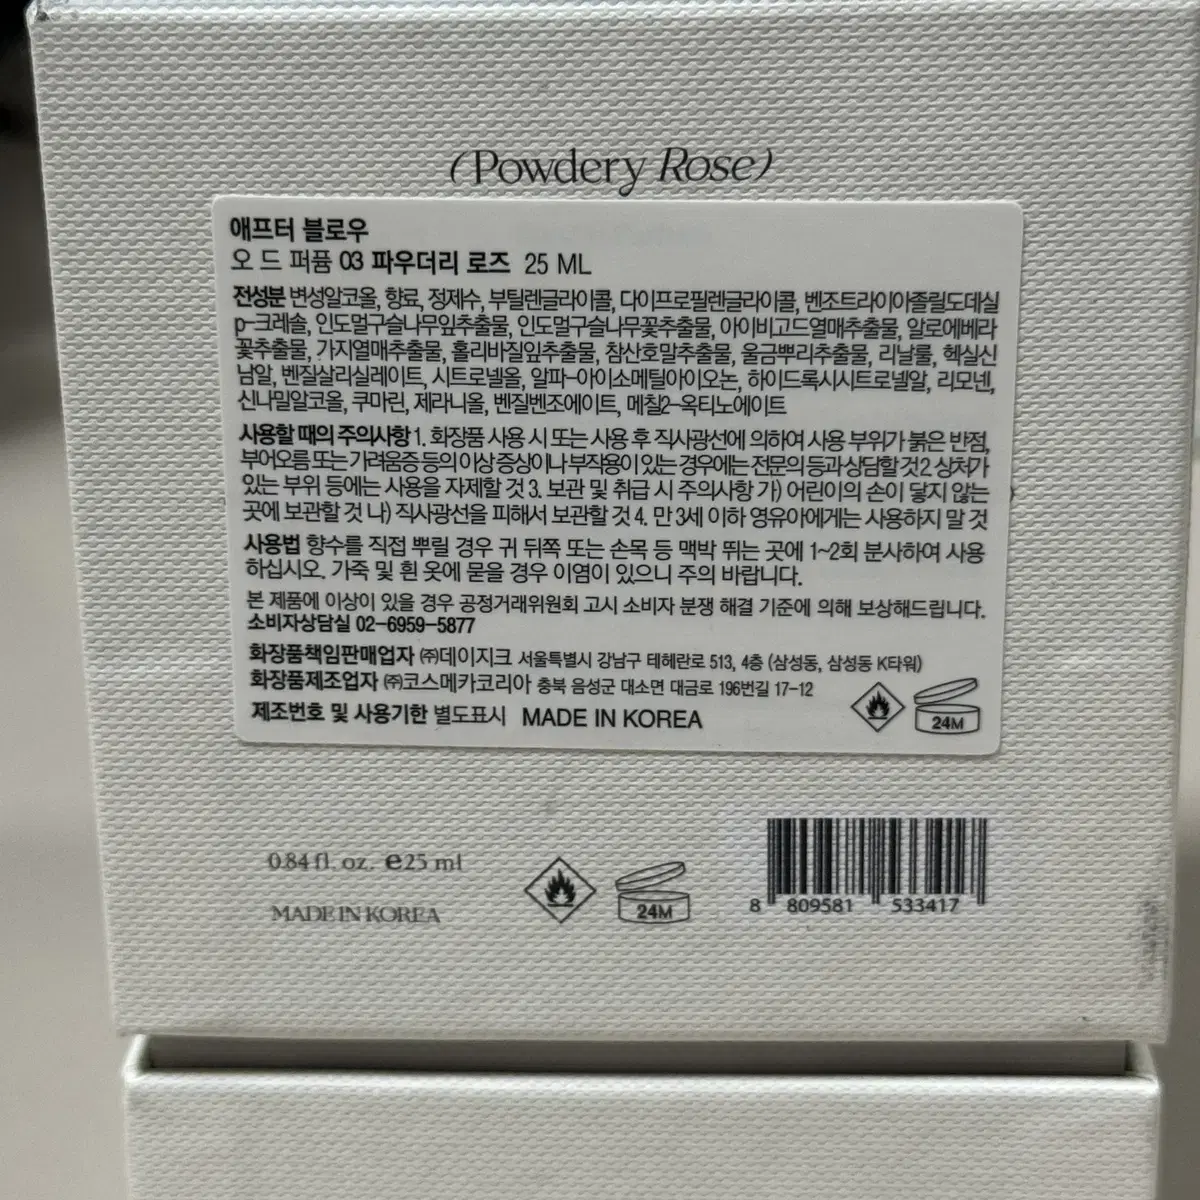 (Powdery Rose)
애프터 블로우
오 드 퍼퓸 03 파우더리 로즈 25 ML
전성분 변성알코올, 향료, 정제수, 부틸렌글라이콜, 다이프로필렌글라이콜, 벤조트라이아졸릴도데실
p-크레솔, 인도멀구슬나무잎추출물, 인도멀구슬나무꽃추출물, 아이비고드열매추출물, 알로에베라
꽃추출물, 가지열매추출물, 홀리바질잎추출물, 참산호말추출물, 울금뿌리추출물, 리날룰, 헥실신
남알, 벤질살리실레이트, 시트로넬올, 알파-아이소메틸아이오논, 하이드록시시트로넬알, 리모넨,
신나밀알코올, 쿠마린, 제라니올, 벤질벤조에이트, 메칠2-옥티노에이트
사용할 때의 주의사항 1. 화장품 사용 시 또는 사용 후 직사광선에 의하여 사용 부위가 붉은 반점,
부어오름 또는 가려움증 등의 이상 증상이나 부작용이 있는 경우에는 전문의 등과 상담할 것 2. 상처가
있는 부위 등에는 사용을 자제할 것 3. 보관 및 취급 시 주의사항 가) 어린이의 손이 닿지 않는
곳에 보관할 것 나) 직사광선을 피해서 보관할 것 4. 만 3세 이하 영유아에게는 사용하지 말 것
사용법 향수를 직접 뿌릴 경우 귀 뒤쪽 또는 손목 등 맥박 뛰는 곳에 1~2회 분사하여 사용
하십시오. 가죽 및 흰 옷에 묻을 경우 이염이 있으니 주의 바랍니다.
본 제품에 이상이 있을 경우 공정거래위원회 고시 소비자 분쟁 해결 기준에 의해 보상해드립니다.
소비자상담실 02-6959-5877
화장품책임판매업자 ㈜데이지크 서울특별시 강남구 테헤란로 513, 4층 (삼성동, 삼성동 K타워)
화장품제조업자 ㈜코스메카코리아 충북 음성군 대소면 대금로 196번길 17-12
제조번호 및 사용기한 별도표시 MADE IN KOREA
24M
0.84 fl. oz. e25 ml
MADE IN KOREA
24M
8 809581 533417